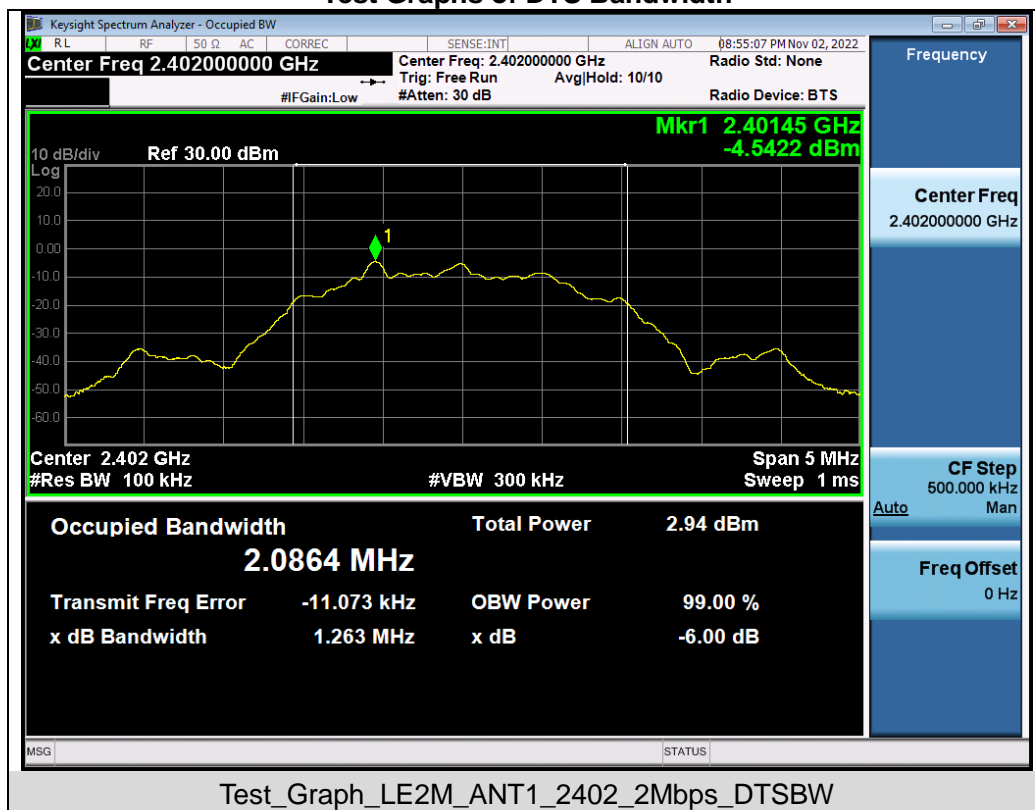 Test Graphs of DTS Bandwidth
Keysight Spectrum Analyzer - Occupied BW
LXI RL RF 50 Ω AC CORREC SENSE:INT ALIGN AUTO 08:55:07 PM Nov 02, 2022
Center Freq 2.402000000 GHz
Center Freq: 2.402000000 GHz Radio Std: None
Trig: Free Run Avg|Hold: 10/10
#IFGain:Low #Atten: 30 dB Radio Device: BTS
Mkr1 2.40145 GHz
-4.5422 dBm
10 dB/div Ref 30.00 dBm
Log
20.0
10.0
0.00
-10.0
-20.0
-30.0
-40.0
-50.0
-60.0
1
Center 2.402 GHz Span 5 MHz
#Res BW 100 kHz #VBW 300 kHz Sweep 1 ms
Occupied Bandwidth Total Power 2.94 dBm
2.0864 MHz
Transmit Freq Error -11.073 kHz OBW Power 99.00 %
x dB Bandwidth 1.263 MHz x dB -6.00 dB
MSG STATUS
Frequency
Center Freq
2.402000000 GHz
CF Step
500.000 kHz
Auto Man
Freq Offset
0 Hz
Test_Graph_LE2M_ANT1_2402_2Mbps_DTSBW